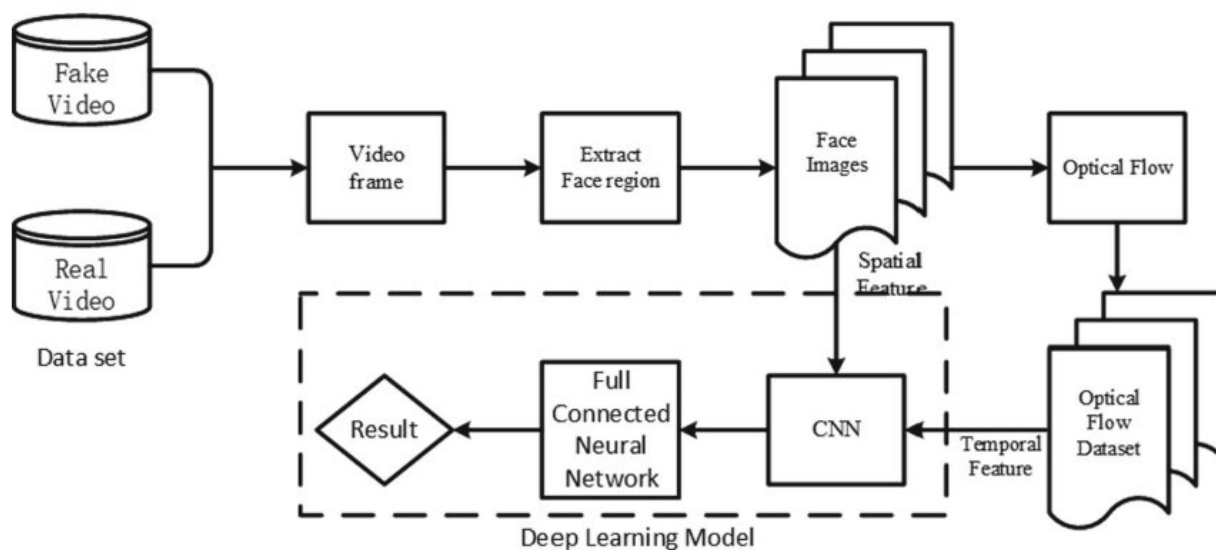 Fake
Video
Real
Video
Data set
Video
frame
Extract
Face region
Face
Images
Optical Flow
Spatial
Feature
Optical
Flow
Dataset
Temporal
Feature
CNN
Full
Connected
Neural
Network
Result
Deep Learning Model